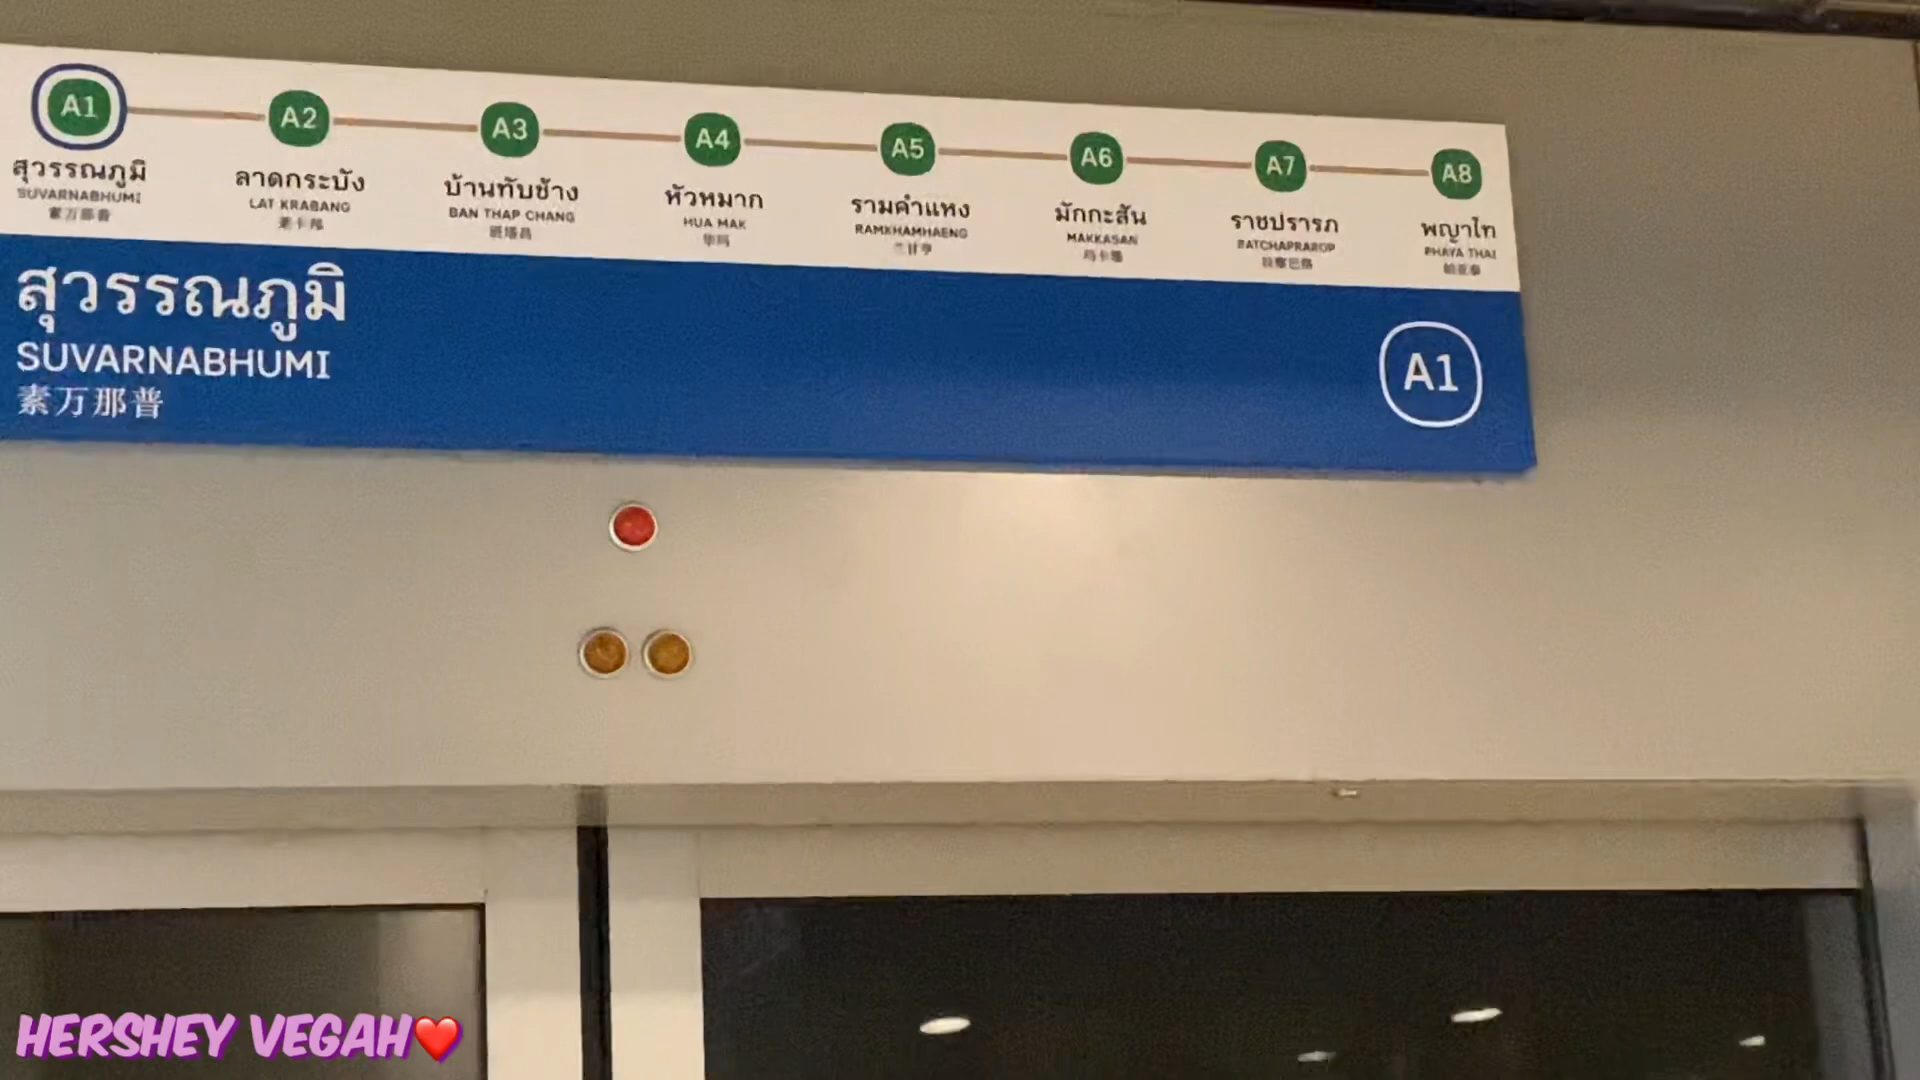 A1 A2 A3 A4 A5 A6 A7 A8
สุวรรณภูมิ ลาดกระบัง บ้านทับช้าง หัวหมาก รามคำแหง มักกะสัน ราชปรารภ พญาไท
SUVARNABHUMI LAT KRABANG BAN THAP CHANG HUA MAK RAMKHAMHAENG MAKKASAN RATCHAPRAROP PHAYA THAI
素万那普
สุวรรณภูมิ
SUVARNABHUMI
素万那普
A1
HERSHEY VEGAH❤️